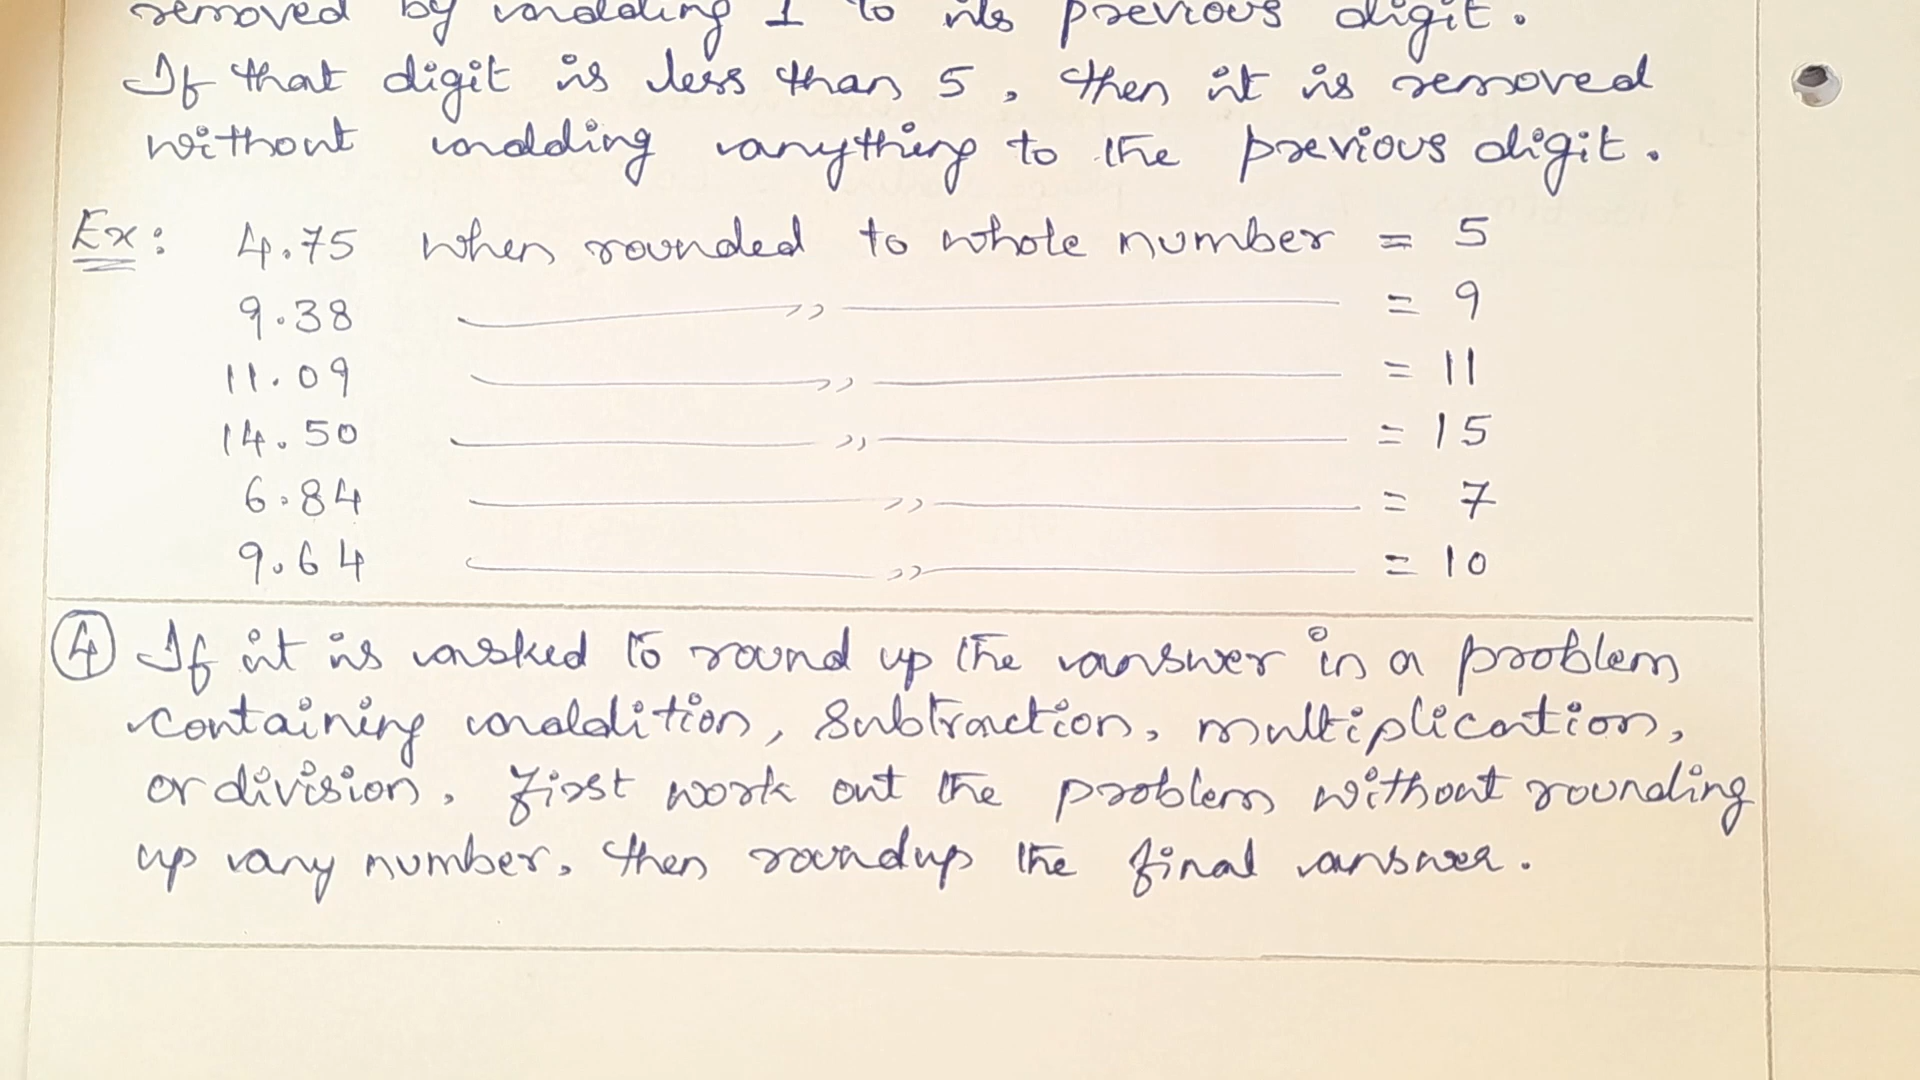 removed by adding 1 to its previous digit.
If that digit is less than 5, then it is removed
without adding anything to the previous digit.
Ex: 4.75 when rounded to whole number = 5
9.38 ——— " ——— = 9
11.09 ——— " ——— = 11
14.50 ——— " ——— = 15
6.84 ——— " ——— = 7
9.64 ——— " ——— = 10
4 If it is asked to round up the answer in a problem
containing addition, subtraction, multiplication,
or division, first work out the problem without rounding
up any number, then roundup the final answer.